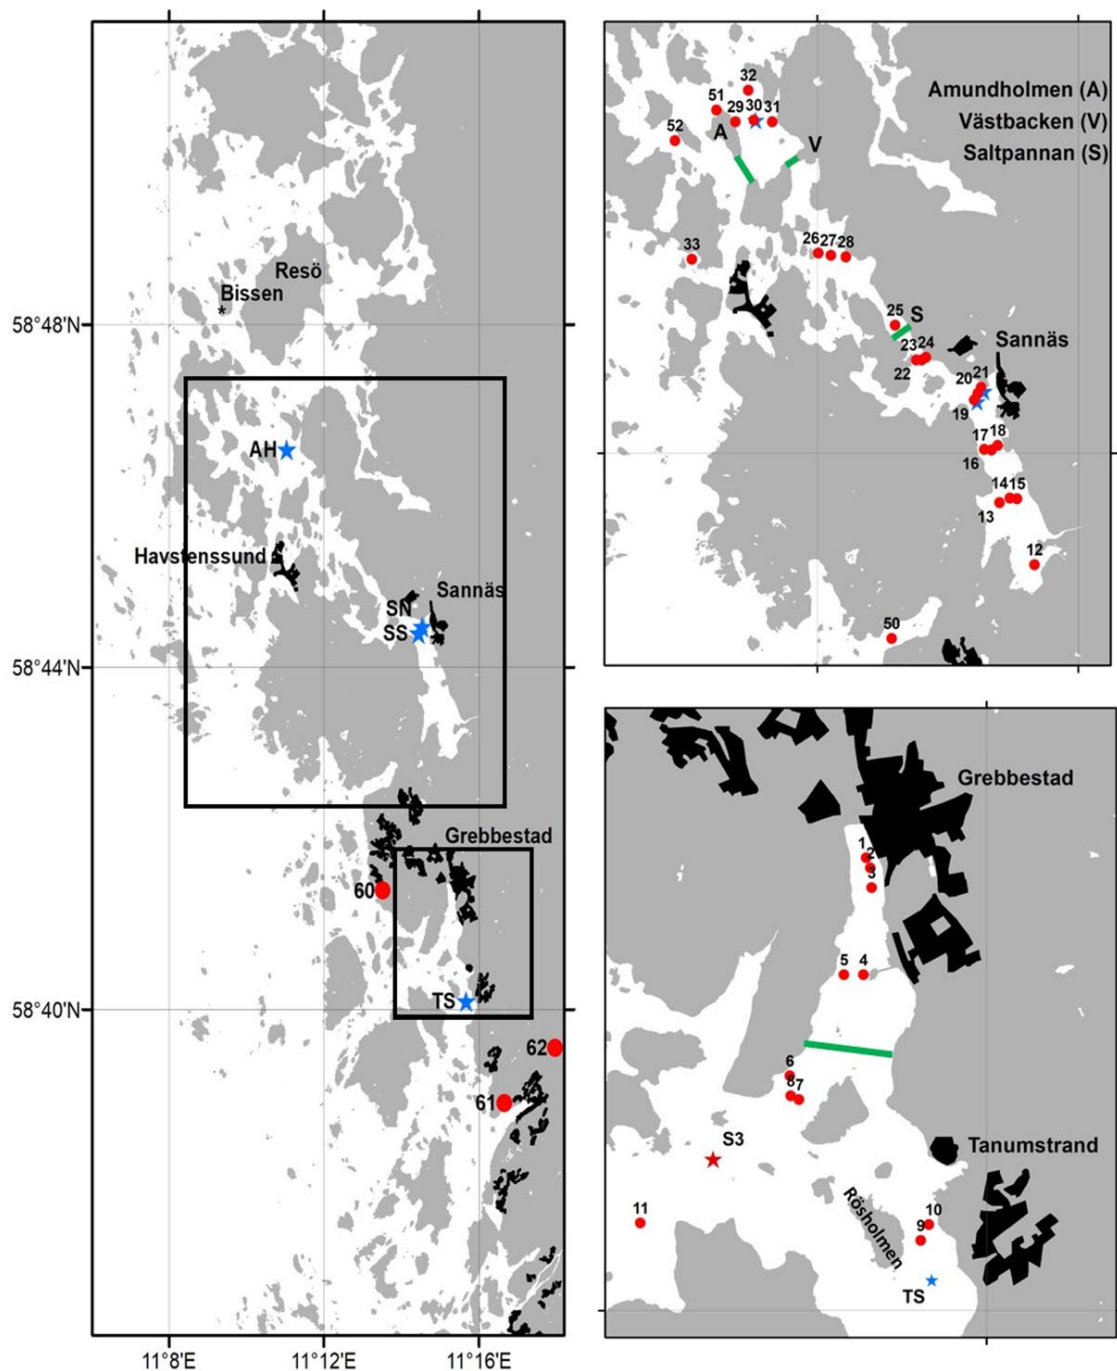 Resö
Bissen
*
58°48'N
AH
Havstenssund
Sannäs
SN
SS
58°44'N
Grebbestad
60
TS
58°40'N
62
61
11°8'E
11°12'E
11°16'E
32
Amundholmen (A)
51
29
30
31
Västbacken (V)
52
A
V
Saltpannan (S)
33
26
27
28
25
S
23
24
Sannäs
22
20
21
19
17
18
16
14
15
13
12
50
Grebbestad
1
2
3
5
4
6
8
7
S3
Tanumstrand
11
Rösholmen
10
9
TS